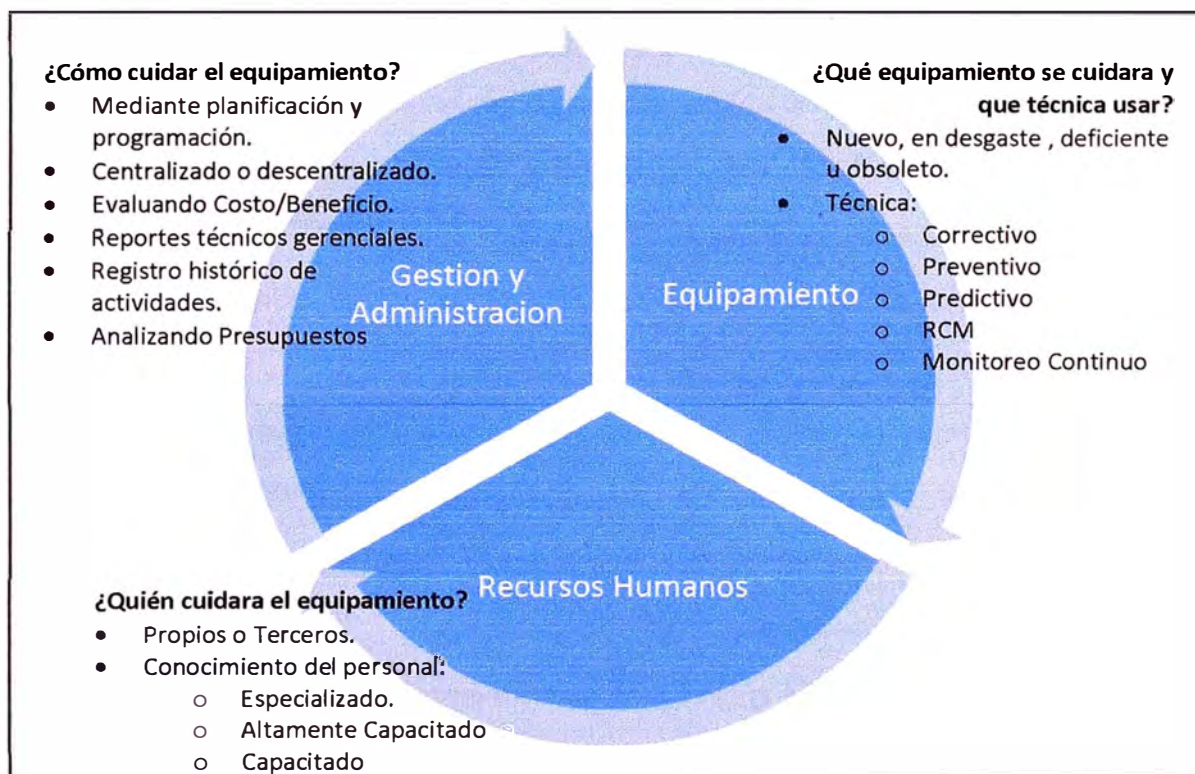 ¿Cómo cuidar el equipamiento?
• Mediante planificación y
programación.
• Centralizado o descentralizado.
• Evaluando Costo/Beneficio.
• Reportes técnicos gerenciales.
• Registro histórico de
actividades.
• Analizando Presupuestos
Gestion y
Administracion
¿Qué equipamiento se cuidara y
que técnica usar?
• Nuevo, en desgaste , deficiente
u obsoleto.
• Técnica:
o Correctivo
o Preventivo
o Predictivo
o RCM
o Monitoreo Continuo
Equipamiento
Recursos Humanos
¿Quién cuidara el equipamiento?
• Propios o Terceros.
• Conocimiento del personal:
o Especializado.
o Altamente Capacitado
o Capacitado